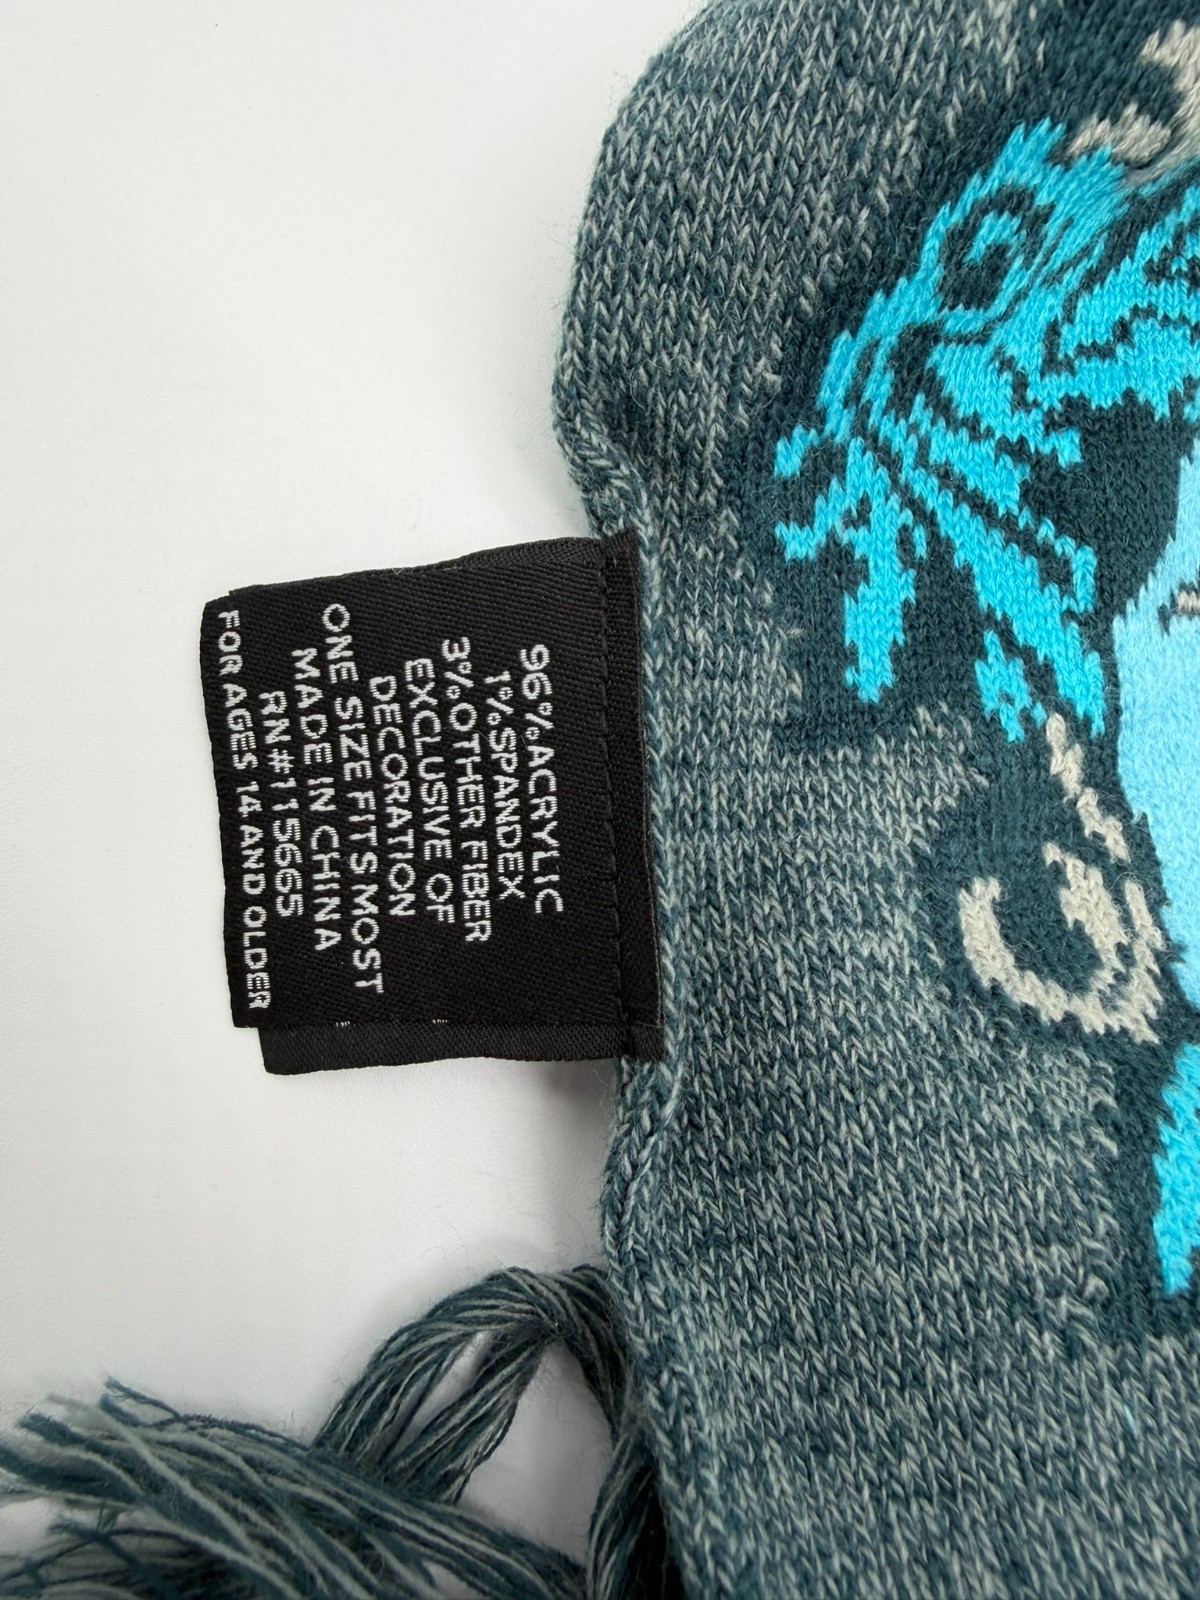 96% ACRYLIC
1% SPANDEX
3% OTHER FIBER
EXCLUSIVE OF
DECORATION
ONE SIZE FITS MOST
MADE IN CHINA
RN# 15665
FOR AGES 14 AND OLDER